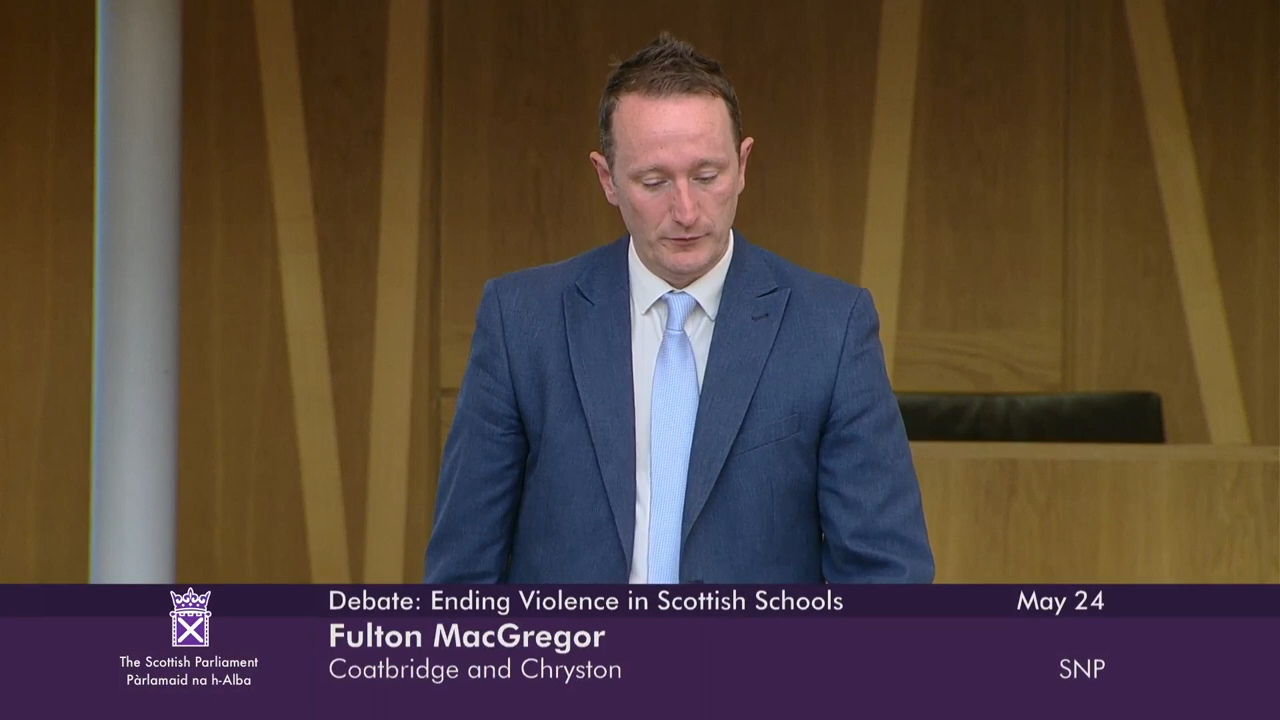 Debate: Ending Violence in Scottish Schools May 24
Fulton MacGregor
Coatbridge and Chryston SNP
The Scottish Parliament
Pàrlamaid na h-Alba